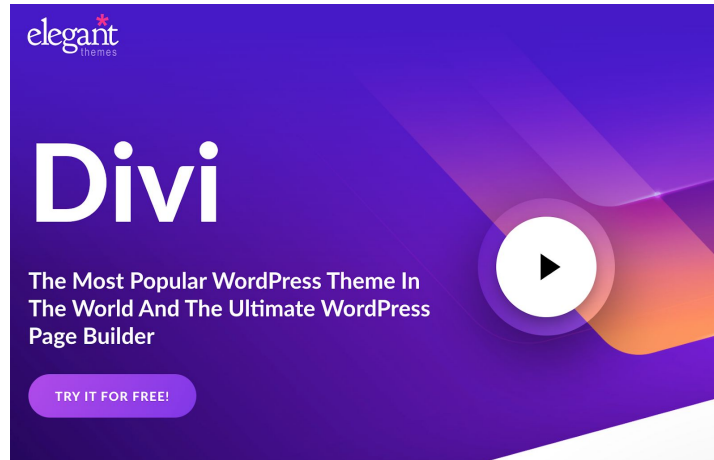 elegant
themes
Divi
The Most Popular WordPress Theme In
The World And The Ultimate WordPress
Page Builder
TRY IT FOR FREE!